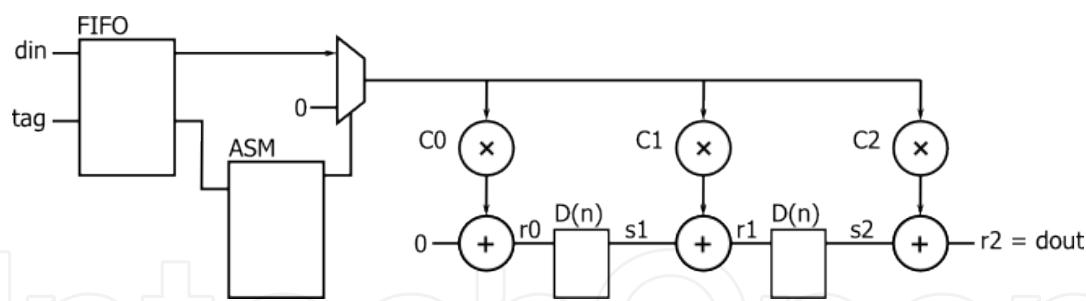 FIFO
din
0
tag
ASM
C0
×
C1
×
C2
×
D(n)
D(n)
0
+
r0
s1
+
r1
s2
+
r2 = dout